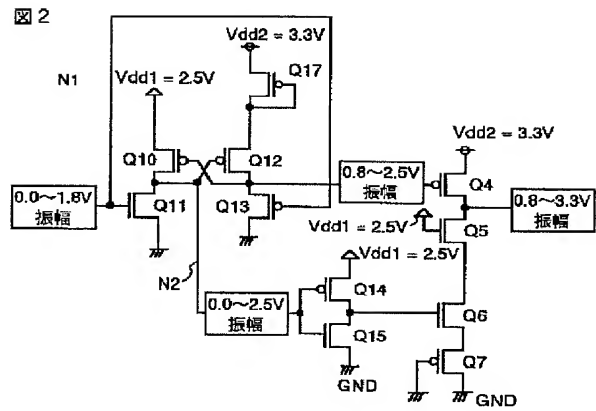 図2
N1
Vdd2 = 3.3V
Vdd1 = 2.5V
Q17
Q10
Q12
Vdd2 = 3.3V
0.0～1.8V
振幅
Q11
Q13
0.8～2.5V
振幅
Q4
0.8～3.3V
振幅
Vdd1 = 2.5V
Q5
Vdd1 = 2.5V
N2
0.0～2.5V
振幅
Q14
Q15
Q6
Q7
GND
GND